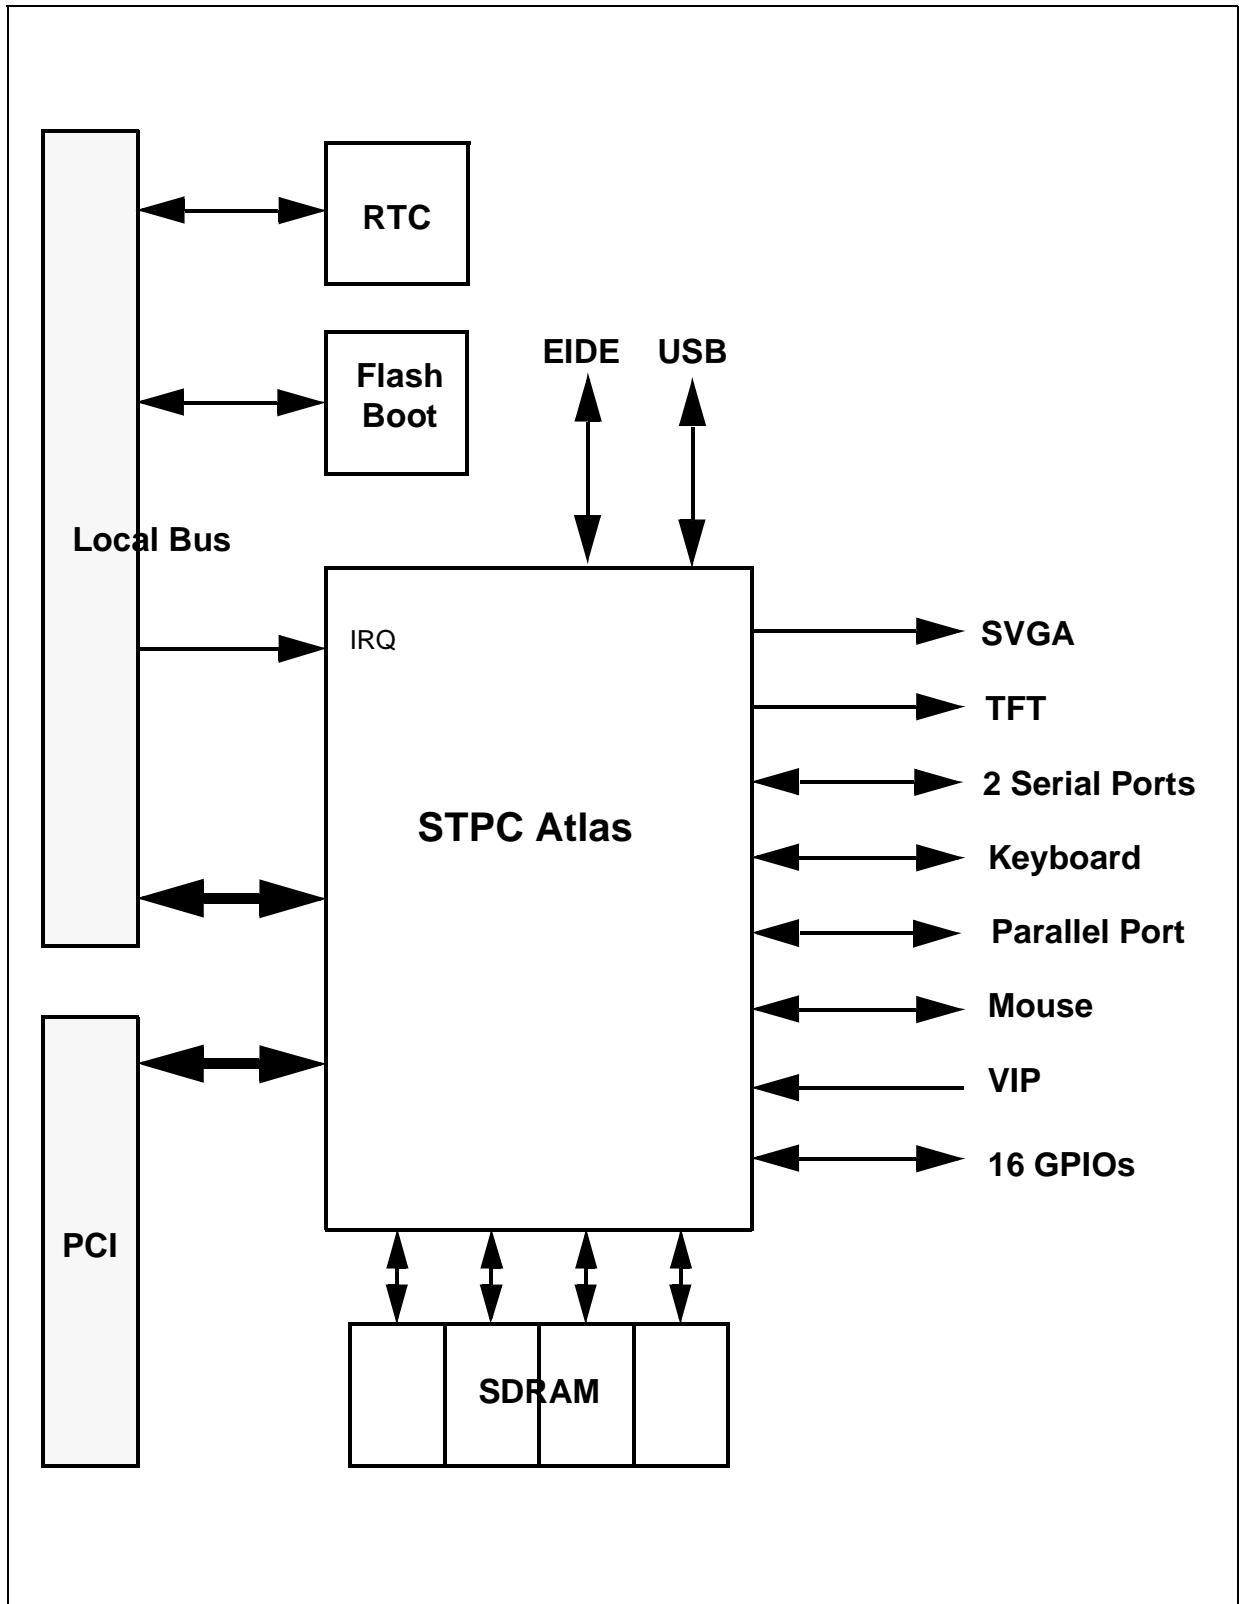 RTC
Flash
Boot
EIDE USB
Local Bus
IRQ
SVGA
TFT
2 Serial Ports
STPC Atlas
Keyboard
Parallel Port
Mouse
VIP
16 GPIOs
PCI
SDRAM